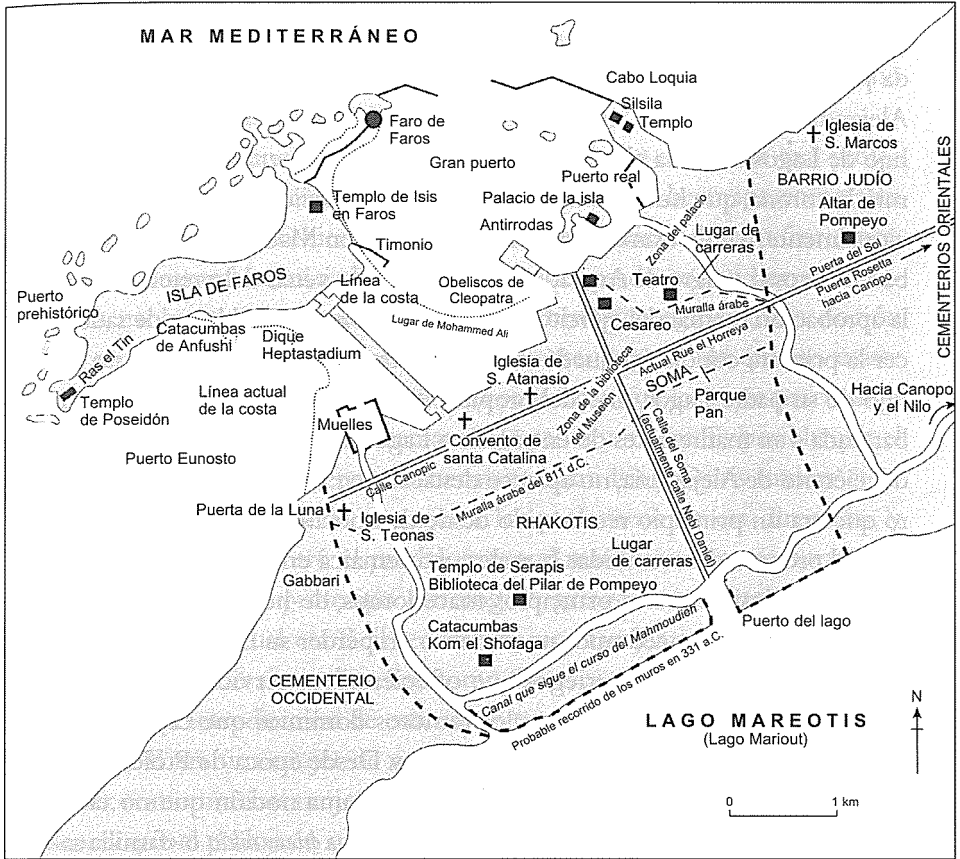 MAR MEDITERRÁNEO
Cabo Loquia
Silsila
Templo
Faro de
Faros
Gran puerto
Iglesia de
S. Marcos
Puerto real
BARRIO JUDÍO
Templo de Isis
en Faros
Palacio de la isla
Antirrodas
Zona del palacio
Lugar de
carreras
Altar de
Pompeyo
CEMENTERIOS ORIENTALES
Timonio
Puerta del Sol
Puerta Rosetta
hacia Canopo
ISLA DE FAROS
Línea
de la costa
Obeliscos de
Cleopatra
Teatro
Muralla árabe
Puerto
prehistórico
Cesareo
Lugar de Mohammed Ali
Catacumbas
de Anfushi
Dique
Heptastadium
Actual Rue el Horreya
Ras el Tin
Iglesia de
S. Atanasio
SOMA
Zona de la biblioteca
del Museion
Parque
Pan
Hacia Canopo
y el Nilo
Línea actual
de la costa
Templo
de Poseidón
Muelles
Calle del Soma
(actualmente calle Nebi Daniel)
Convento de
santa Catalina
Puerto Eunosto
Calle Canopic
Muralla árabe del 811 d.C.
Puerta de la Luna
Iglesia de
S. Teonas
RHAKOTIS
Lugar
de carreras
Gabbari
Templo de Serapis
Biblioteca del Pilar de Pompeyo
Puerto del lago
Catacumbas
Kom el Shofaga
CEMENTERIO
OCCIDENTAL
Canal que sigue el curso del Mahmoudieh
Probable recorrido de los muros en 331 a.C.
LAGO MAREOTIS
(Lago Mariout)
N
0 1 km